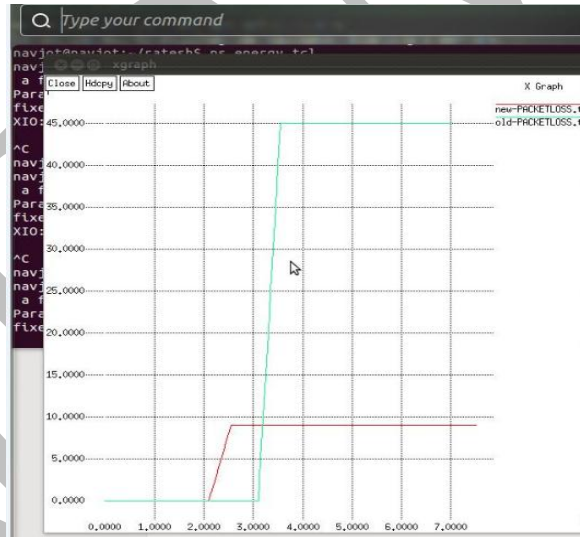 Type your command
navjot@navjot:~/ratesh$ ns energy.tcl
navj
xgraph
a f
Close Hdcpy About
X Graph
Para
fixe
XIO:
new-PACKETLOSS.t
old-PACKETLOSS.t
^C
navj
navj
a f
Para
fixe
XIO:
^C
navj
navj
a f
Para
fixe
45.0000
40.0000
35.0000
30.0000
25.0000
20.0000
15.0000
10.0000
5.0000
0.0000
0.0000 1.0000 2.0000 3.0000 4.0000 5.0000 6.0000 7.0000